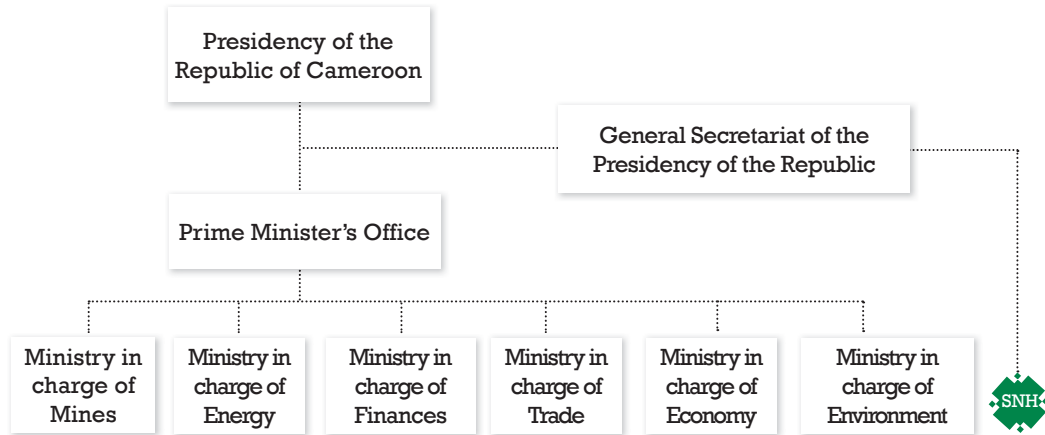 Presidency of the
Republic of Cameroon
General Secretariat of the
Presidency of the Republic
Prime Minister’s Office
Ministry in
charge of
Mines
Ministry in
charge of
Energy
Ministry in
charge of
Finances
Ministry in
charge of
Trade
Ministry in
charge of
Economy
Ministry in
charge of
Environment
SNH